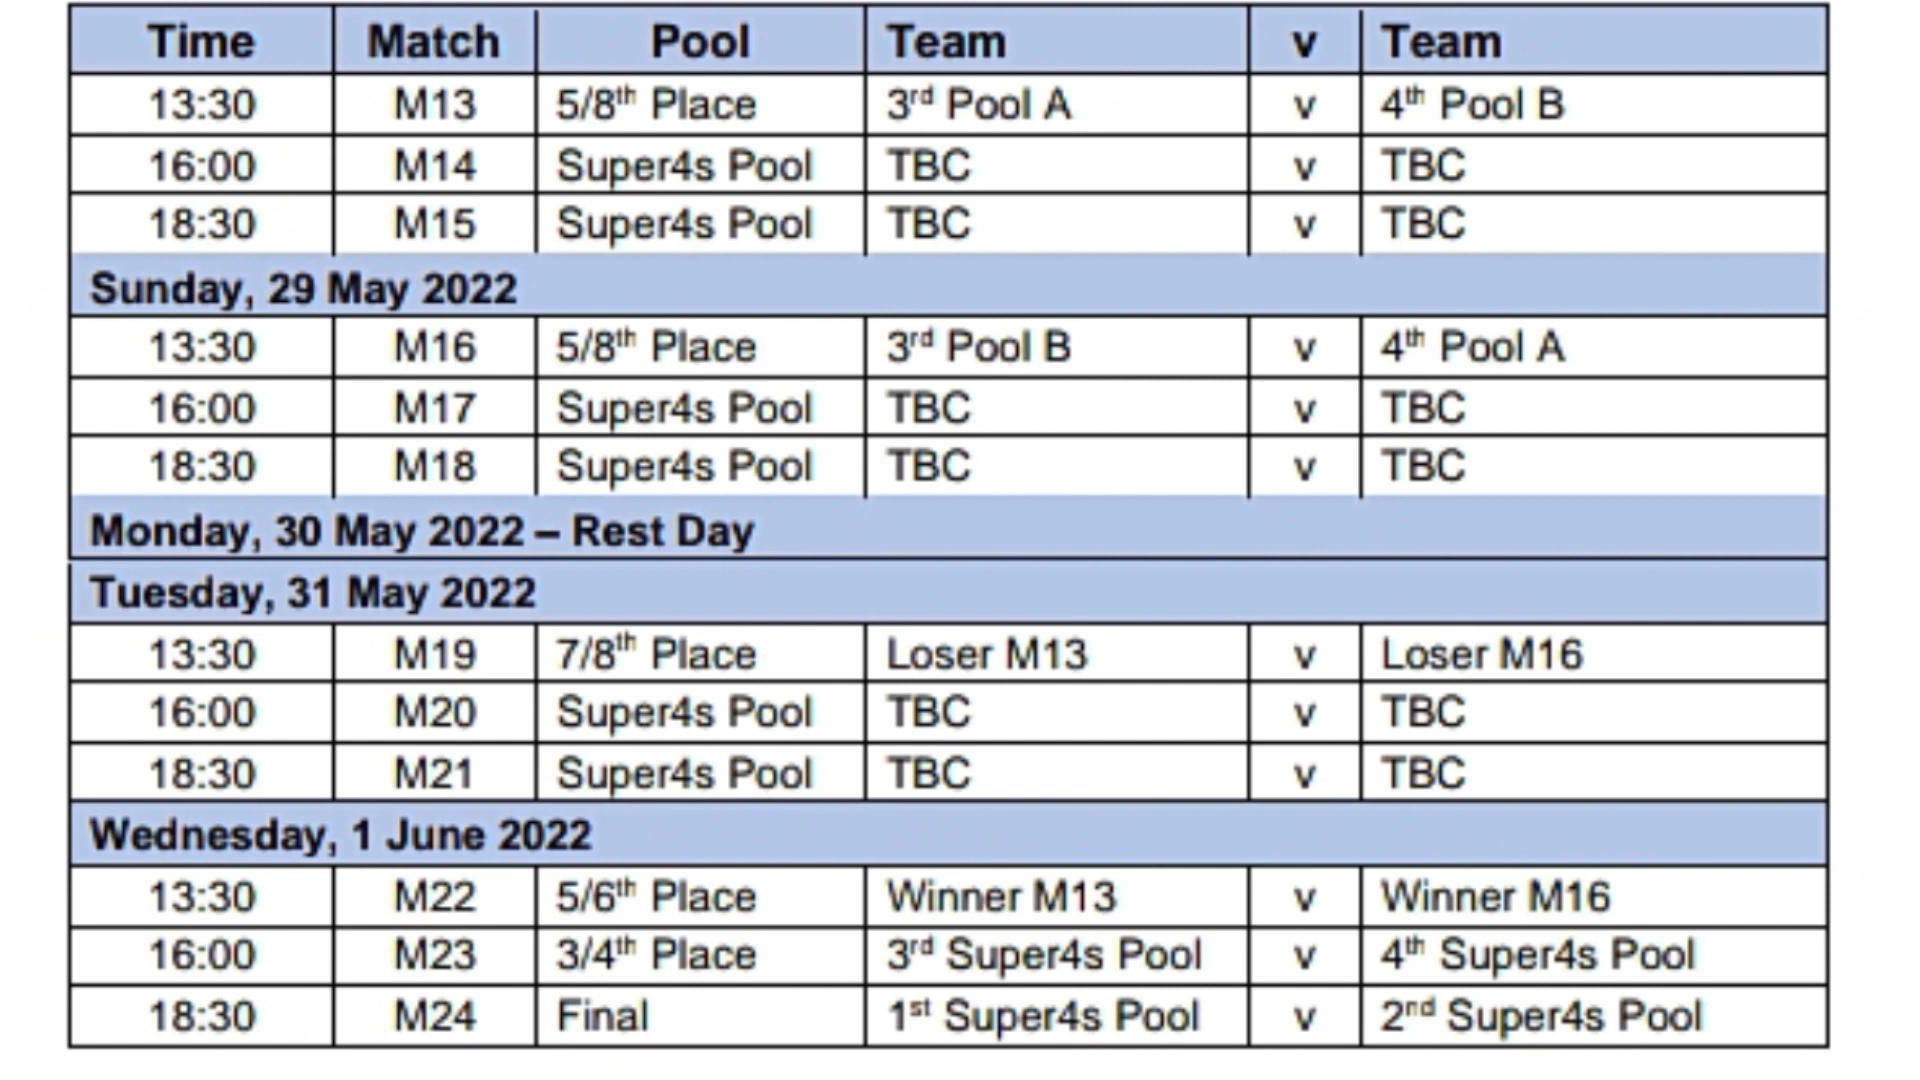 Time Match Pool Team v Team
13:30 M13 5/8th Place 3rd Pool A v 4th Pool B
16:00 M14 Super4s Pool TBC v TBC
18:30 M15 Super4s Pool TBC v TBC
Sunday, 29 May 2022
13:30 M16 5/8th Place 3rd Pool B v 4th Pool A
16:00 M17 Super4s Pool TBC v TBC
18:30 M18 Super4s Pool TBC v TBC
Monday, 30 May 2022 – Rest Day
Tuesday, 31 May 2022
13:30 M19 7/8th Place Loser M13 v Loser M16
16:00 M20 Super4s Pool TBC v TBC
18:30 M21 Super4s Pool TBC v TBC
Wednesday, 1 June 2022
13:30 M22 5/6th Place Winner M13 v Winner M16
16:00 M23 3/4th Place 3rd Super4s Pool v 4th Super4s Pool
18:30 M24 Final 1st Super4s Pool v 2nd Super4s Pool